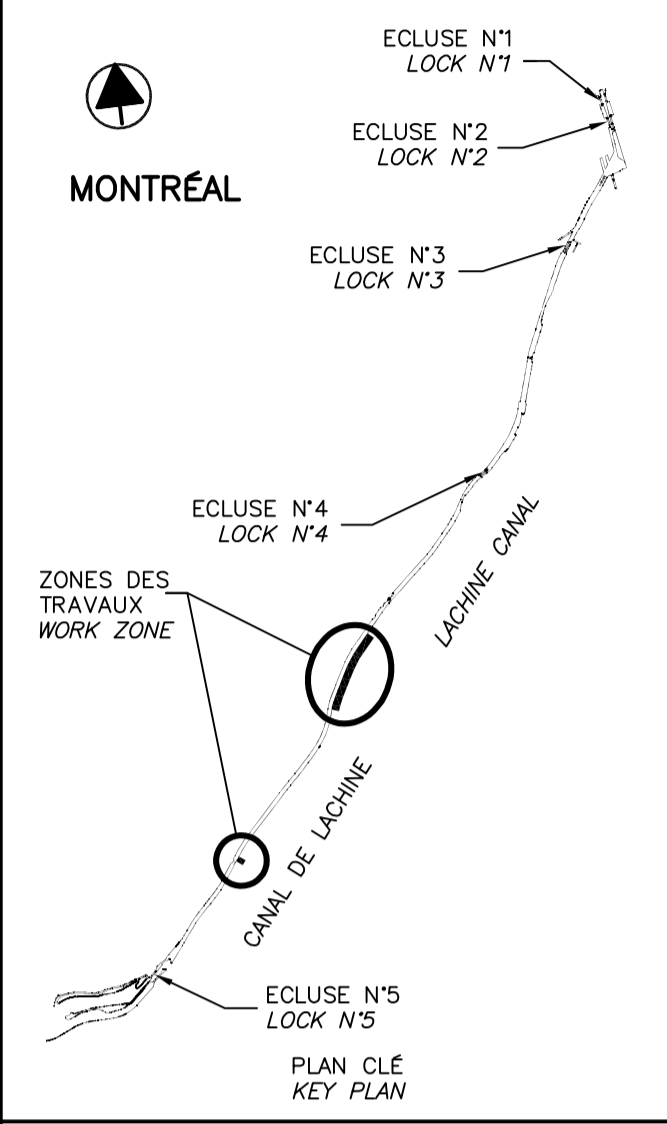 ECLUSE N°1
LOCK N°1
ECLUSE N°2
LOCK N°2
MONTRÉAL
ECLUSE N°3
LOCK N°3
ECLUSE N°4
LOCK N°4
LACHINE CANAL
ZONES DES
TRAVAUX
WORK ZONE
CANAL DE LACHINE
ECLUSE N°5
LOCK N°5
PLAN CLÉ
KEY PLAN